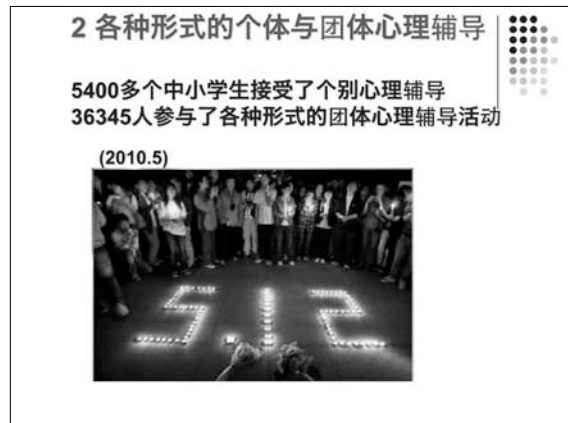 2 各种形式的个体与团体心理辅导
5400多个中小学生接受了个别心理辅导
36345人参与了各种形式的团体心理辅导活动
(2010.5)
5.12